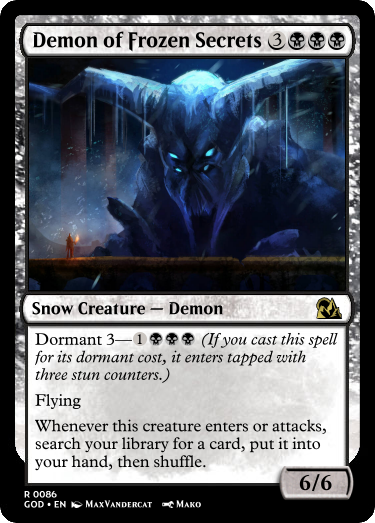 Demon of Frozen Secrets 3
Snow Creature — Demon
Dormant 3— 1 (If you cast this spell
for its dormant cost, it enters tapped with
three stun counters.)
Flying
Whenever this creature enters or attacks,
search your library for a card, put it into
your hand, then shuffle.
6/6
R 0086
GOD • EN MaxVandercat Mako